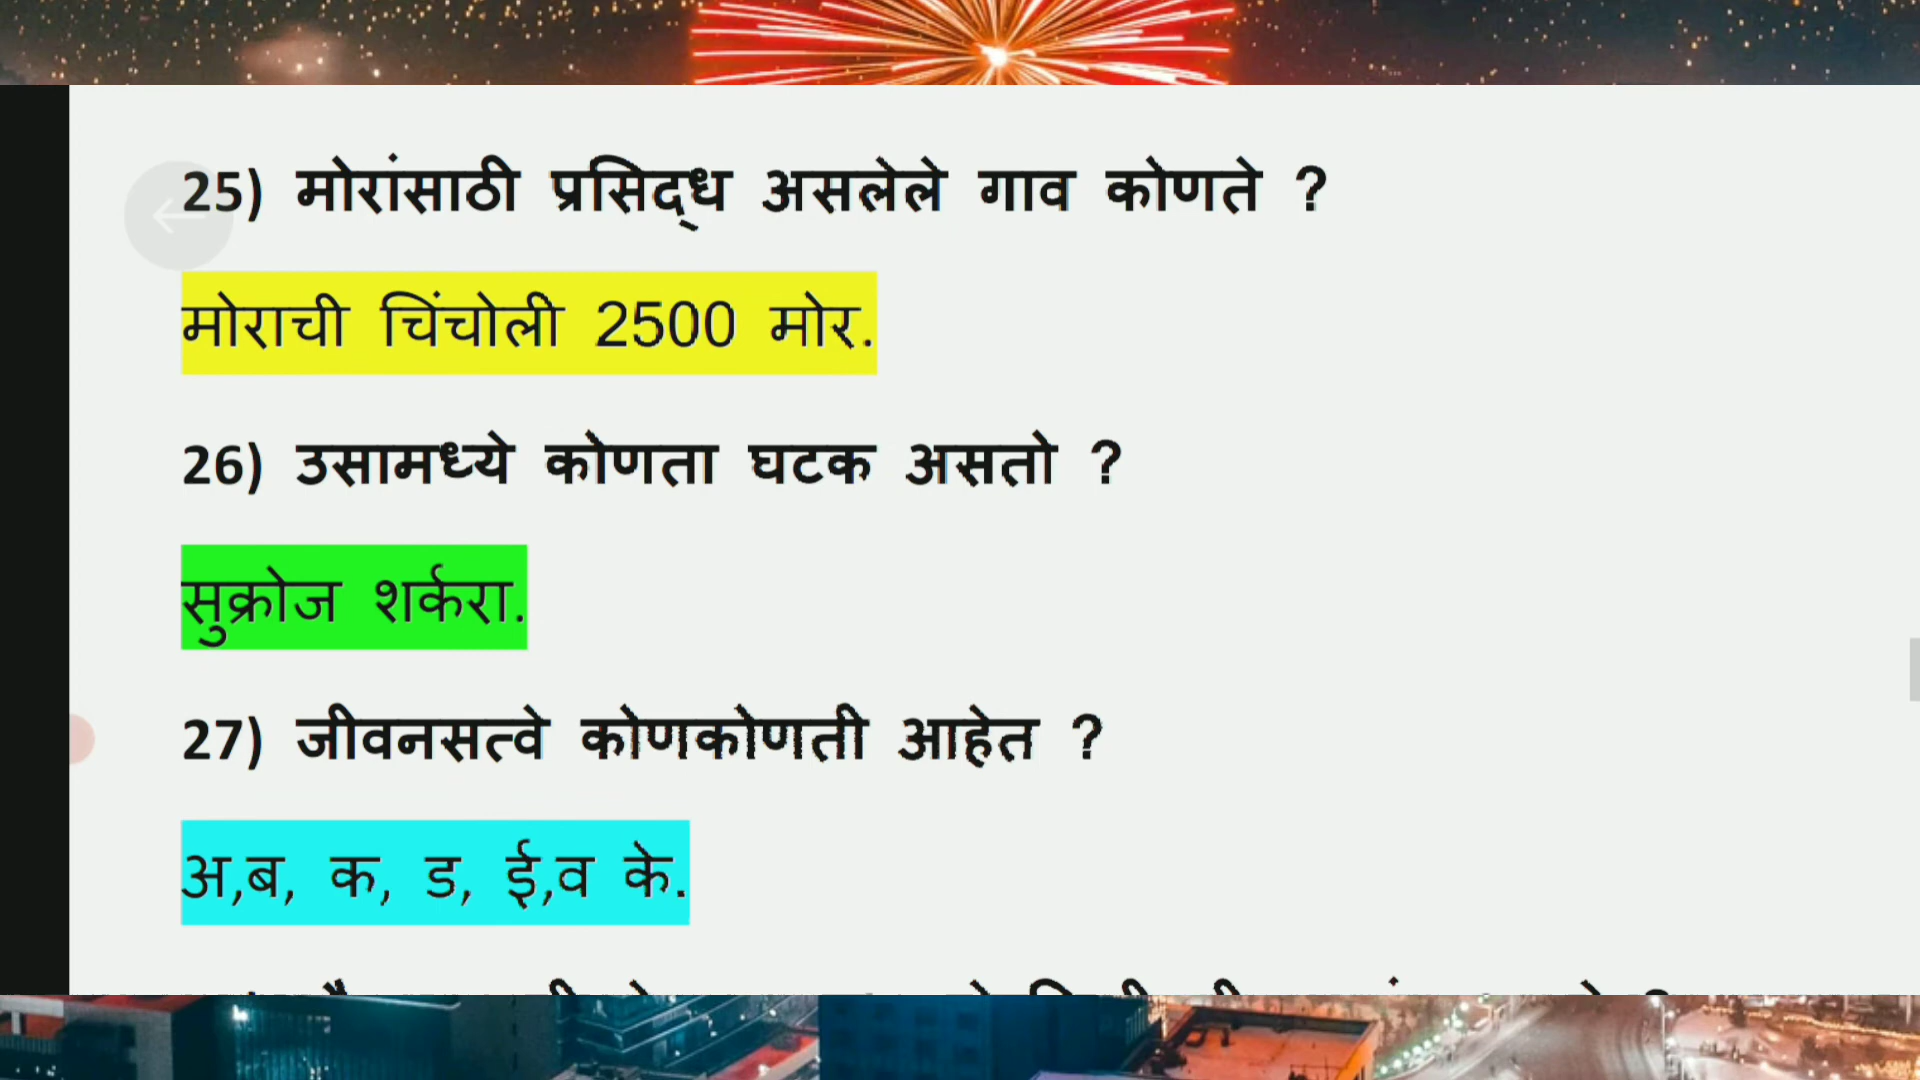 25) मोरांसाठी प्रसिद्ध असलेले गाव कोणते ?
मोराची चिंचोली 2500 मोर.
26) उसामध्ये कोणता घटक असतो ?
सुक्रोज शर्करा.
27) जीवनसत्वे कोणकोणती आहेत ?
अ,ब, क, ड, ई,व के.